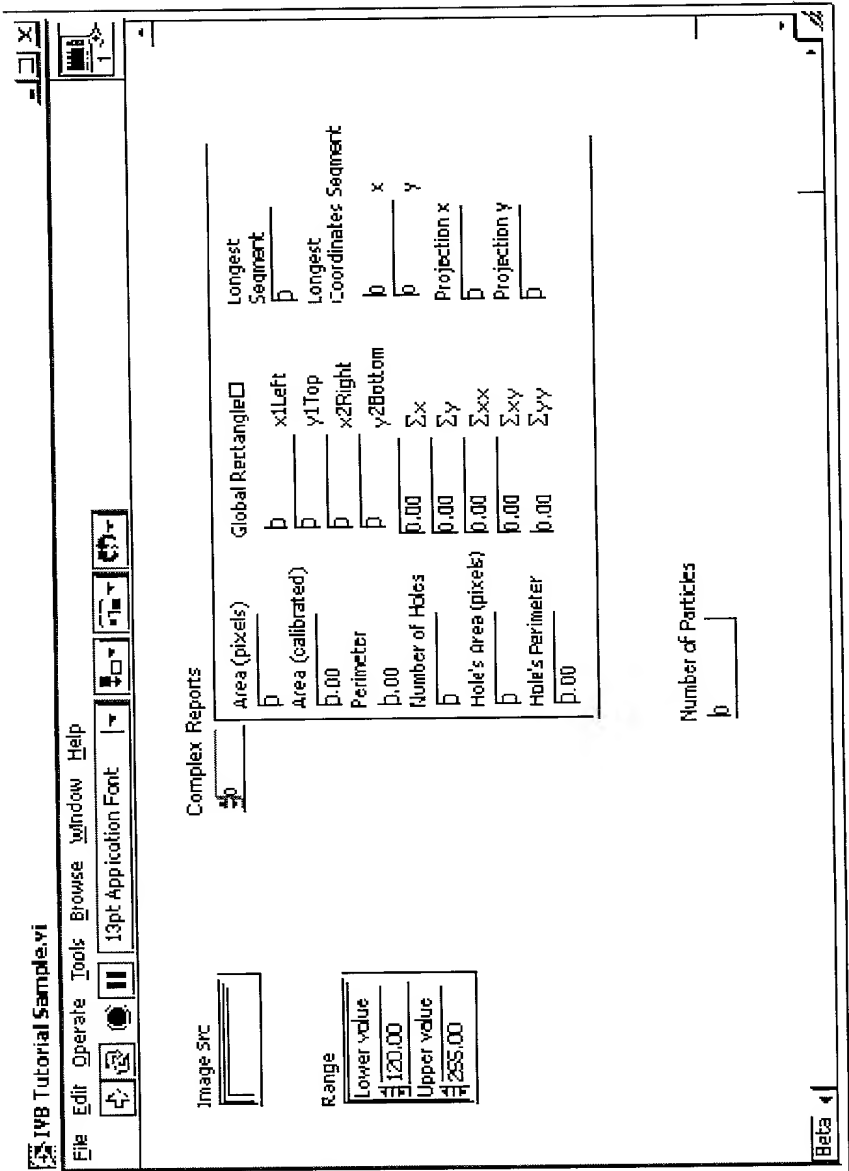 IVB Tutorial Sample.vi
File Edit Operate Tools Browse Window Help
13pt Application Font
1
Image Src
Range
Lower value
120.00
Upper value
255.00
Complex Reports
0
Area (pixels)
0
Area (calibrated)
0.00
Perimeter
0.00
Number of Holes
0
Hole's Area (pixels)
0
Hole's Perimeter
0.00
Global Rectangle
0 x1Left
0 y1Top
0 x2Right
0 y2Bottom
0.00 Σx
0.00 Σy
0.00 Σxx
0.00 Σxy
0.00 Σyy
Longest
Segment
0
Longest
Coordinates Segment
0 x
0 y
Projection x
0
Projection y
0
Number of Particles
0
Beta